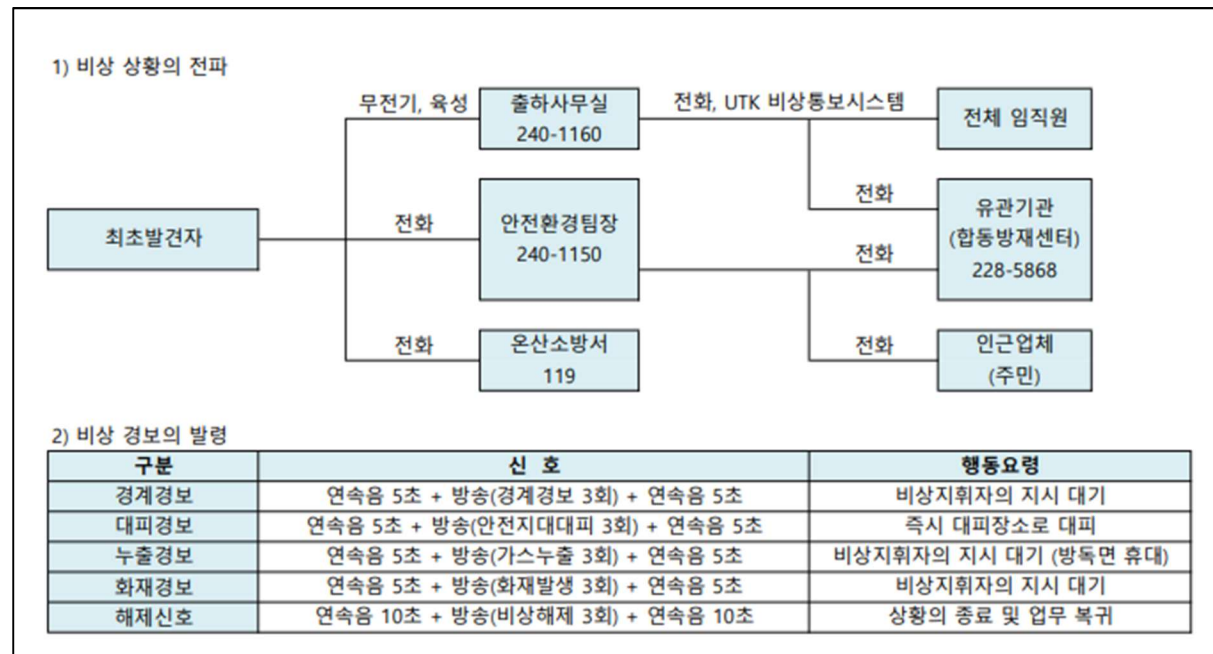 1) 비상 상황의 전파
무전기, 육성
출하사무실
240-1160
전화, UTK 비상통보시스템
전체 임직원
최초발견자
전화
안전환경팀장
240-1150
전화
유관기관
(합동방재센터)
228-5868
전화
전화
온산소방서
119
전화
인근업체
(주민)
2) 비상 경보의 발령
구분 신 호 행동요령
경계경보 연속음 5초 + 방송(경계경보 3회) + 연속음 5초 비상지휘자의 지시 대기
대피경보 연속음 5초 + 방송(안전지대대피 3회) + 연속음 5초 즉시 대피장소로 대피
누출경보 연속음 5초 + 방송(가스누출 3회) + 연속음 5초 비상지휘자의 지시 대기 (방독면 휴대)
화재경보 연속음 5초 + 방송(화재발생 3회) + 연속음 5초 비상지휘자의 지시 대기
해제신호 연속음 10초 + 방송(비상해제 3회) + 연속음 10초 상황의 종료 및 업무 복귀